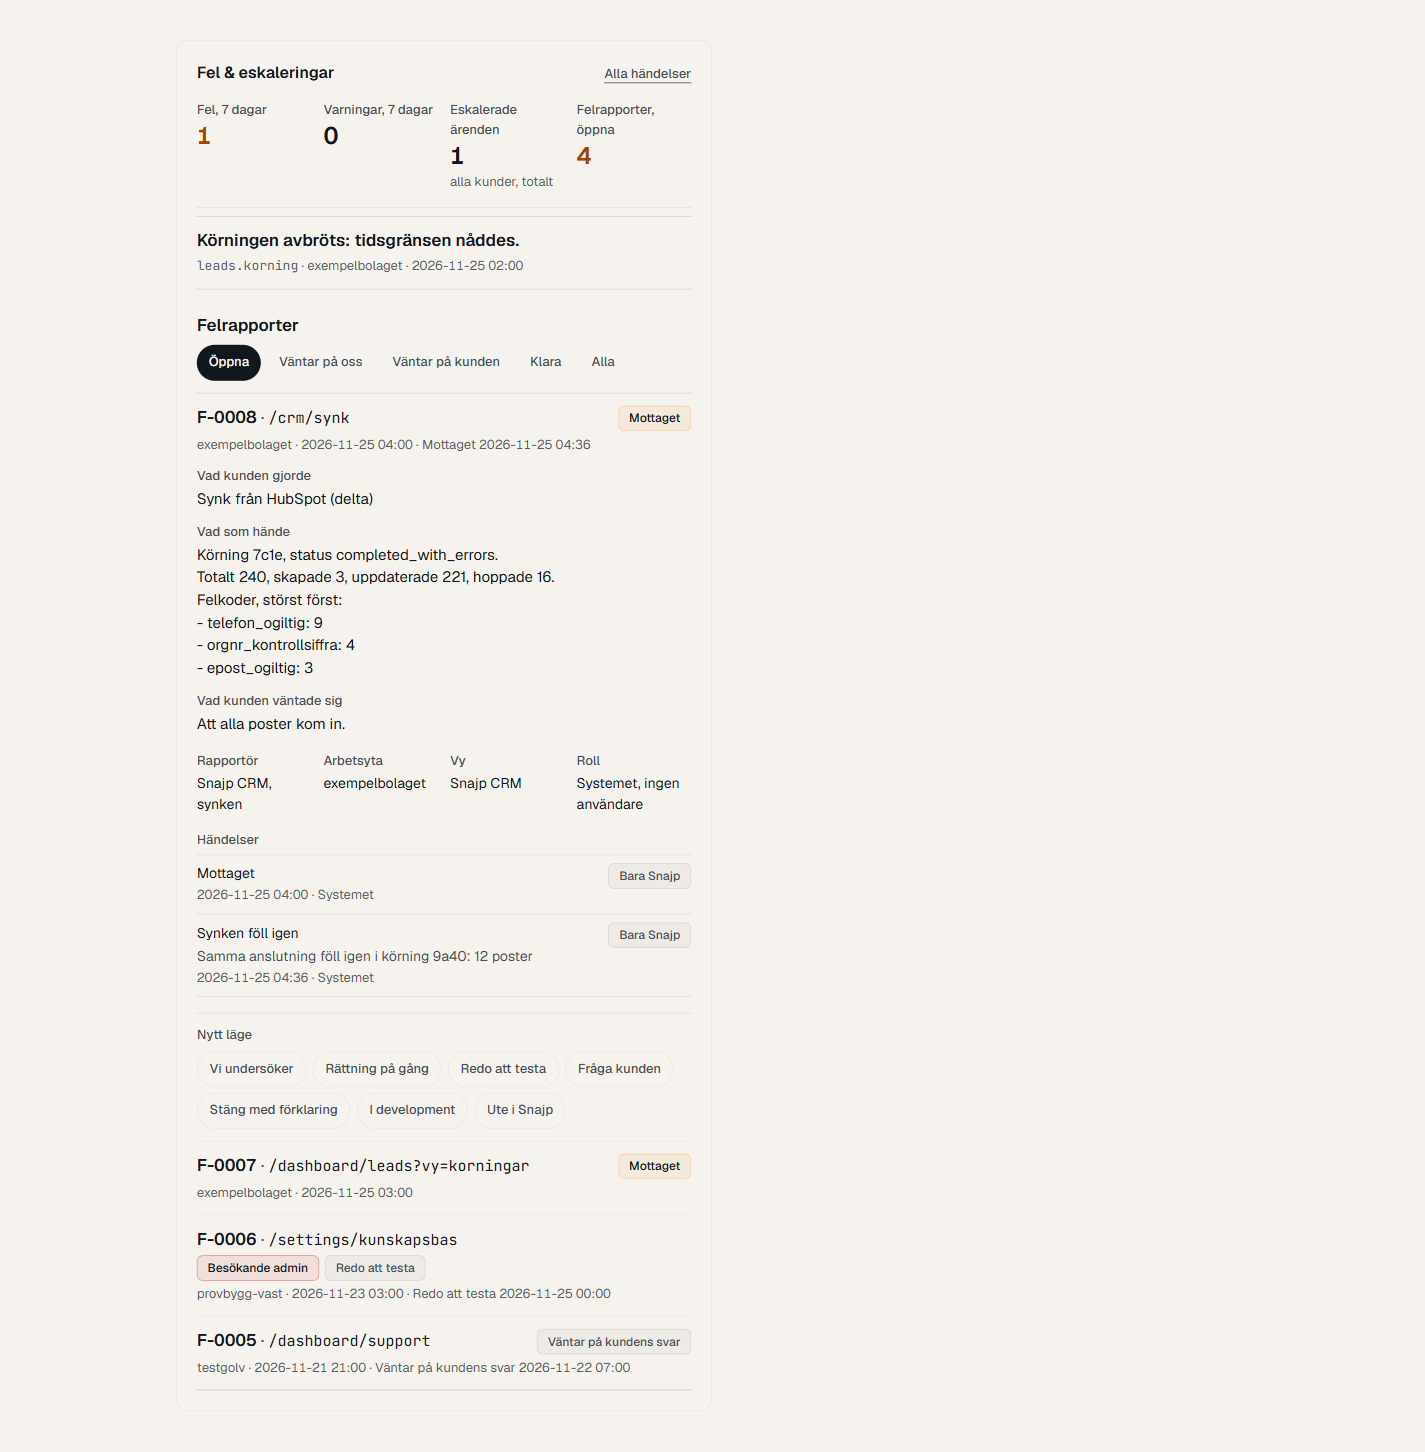 Fel & eskaleringar
Alla händelser
Fel, 7 dagar
1
Varningar, 7 dagar
0
Eskalerade
ärenden
1
alla kunder, totalt
Felrapporter,
öppna
4
Körningen avbröts: tidsgränsen nåddes.
leads.korning · exempelbolaget · 2026-11-25 02:00
Felrapporter
Öppna
Väntar på oss
Väntar på kunden
Klara
Alla
F-0008 · /crm/synk
Mottaget
exempelbolaget · 2026-11-25 04:00 · Mottaget 2026-11-25 04:36
Vad kunden gjorde
Synk från HubSpot (delta)
Vad som hände
Körning 7c1e, status completed_with_errors.
Totalt 240, skapade 3, uppdaterade 221, hoppade 16.
Felkoder, störst först:
- telefon_ogiltig: 9
- orgnr_kontrollsiffra: 4
- epost_ogiltig: 3
Vad kunden väntade sig
Att alla poster kom in.
Rapportör
Snajp CRM,
synken
Arbetsyta
exempelbolaget
Vy
Snajp CRM
Roll
Systemet, ingen
användare
Händelser
Mottaget
Bara Snajp
2026-11-25 04:00 · Systemet
Synken föll igen
Bara Snajp
Samma anslutning föll igen i körning 9a40: 12 poster
2026-11-25 04:36 · Systemet
Nytt läge
Vi undersöker
Rättning på gång
Redo att testa
Fråga kunden
Stäng med förklaring
I development
Ute i Snajp
F-0007 · /dashboard/leads?vy=korningar
Mottaget
exempelbolaget · 2026-11-25 03:00
F-0006 · /settings/kunskapsbas
Besökande admin
Redo att testa
provbygg-vast · 2026-11-23 03:00 · Redo att testa 2026-11-25 00:00
F-0005 · /dashboard/support
Väntar på kundens svar
testgolv · 2026-11-21 21:00 · Väntar på kundens svar 2026-11-22 07:00